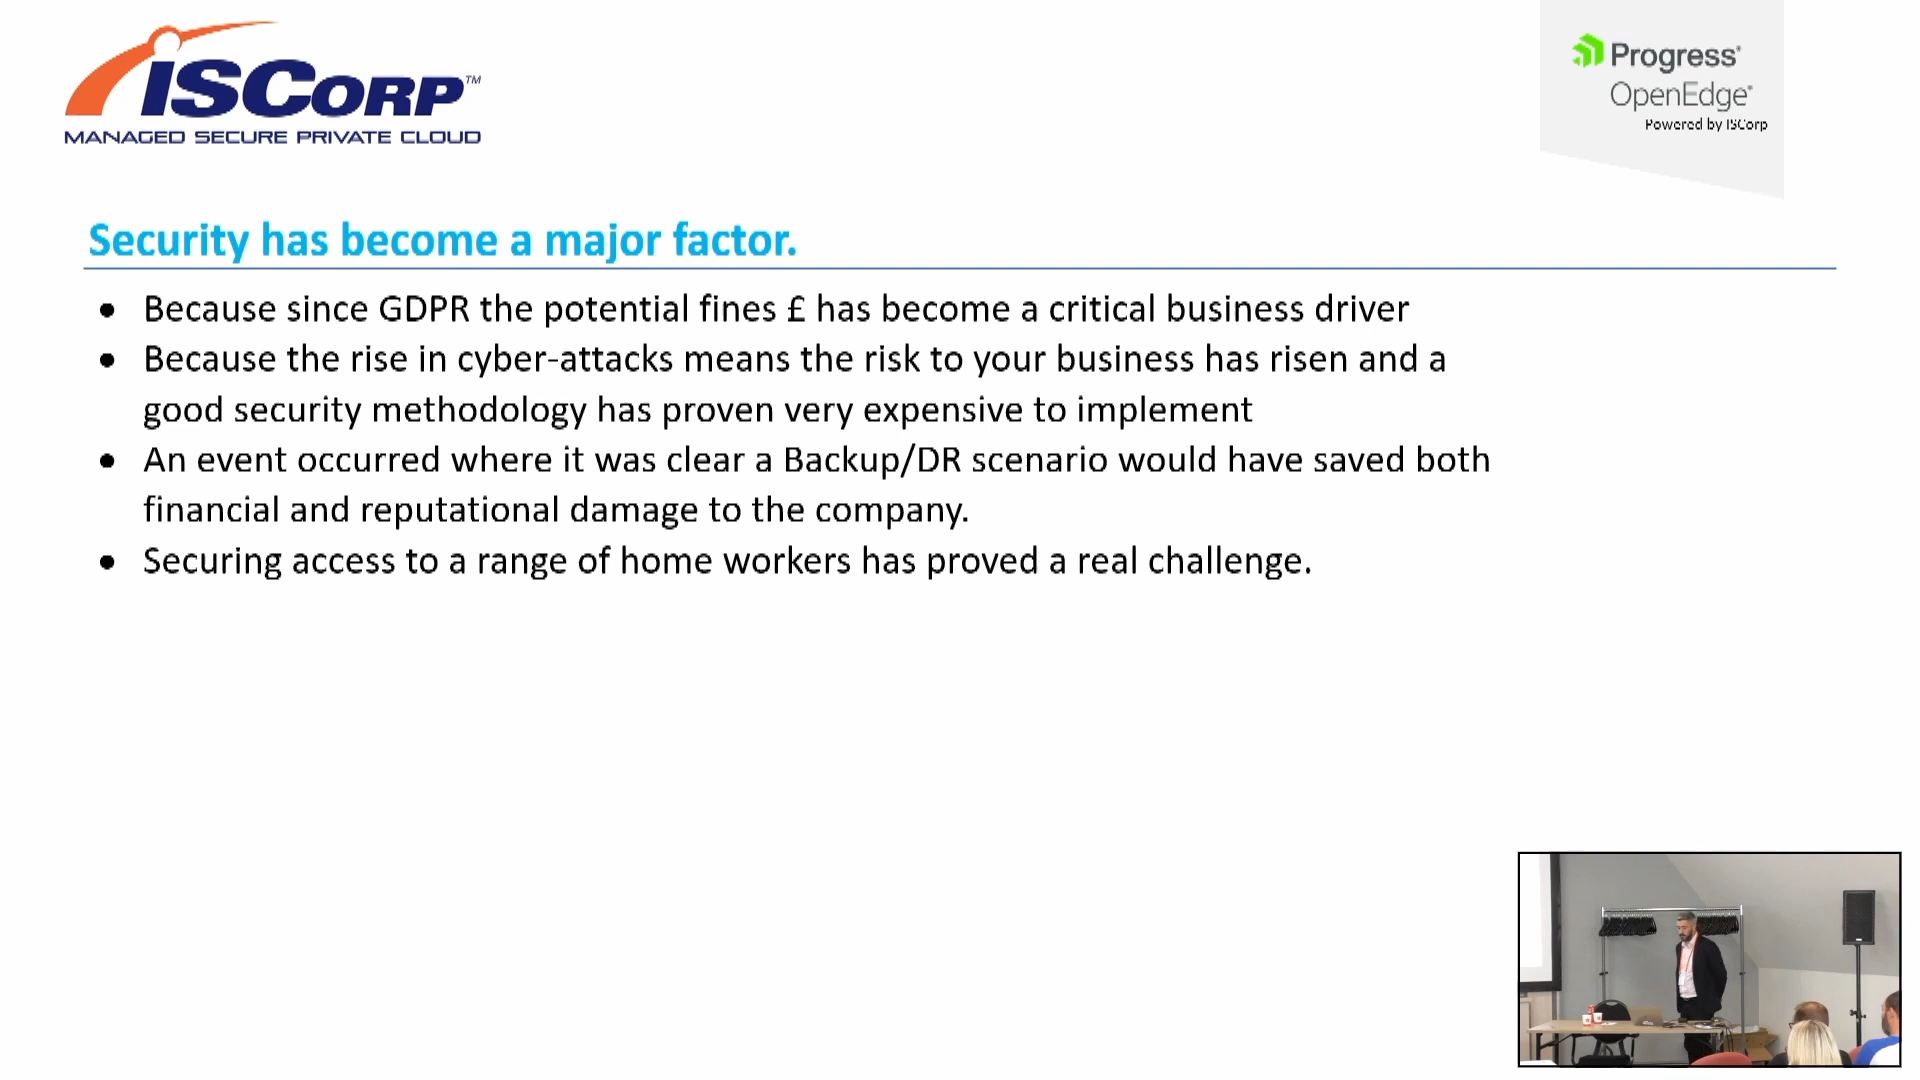 ISCORP™
MANAGED SECURE PRIVATE CLOUD
Progress®
OpenEdge®
Powered by ISCorp
Security has become a major factor.
• Because since GDPR the potential fines £ has become a critical business driver
• Because the rise in cyber-attacks means the risk to your business has risen and a
good security methodology has proven very expensive to implement
• An event occurred where it was clear a Backup/DR scenario would have saved both
financial and reputational damage to the company.
• Securing access to a range of home workers has proved a real challenge.